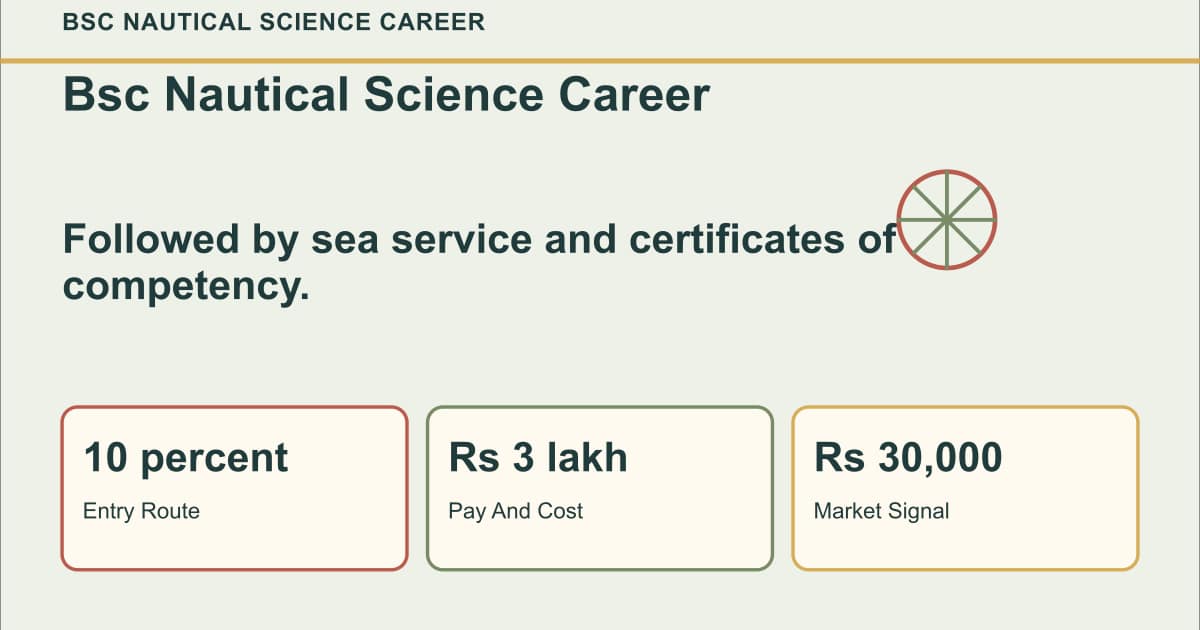 BSC NAUTICAL SCIENCE CAREER
Bsc Nautical Science Career
Followed by sea service and certificates of
competency.
10 percent
Entry Route
Rs 3 lakh
Pay And Cost
Rs 30,000
Market Signal